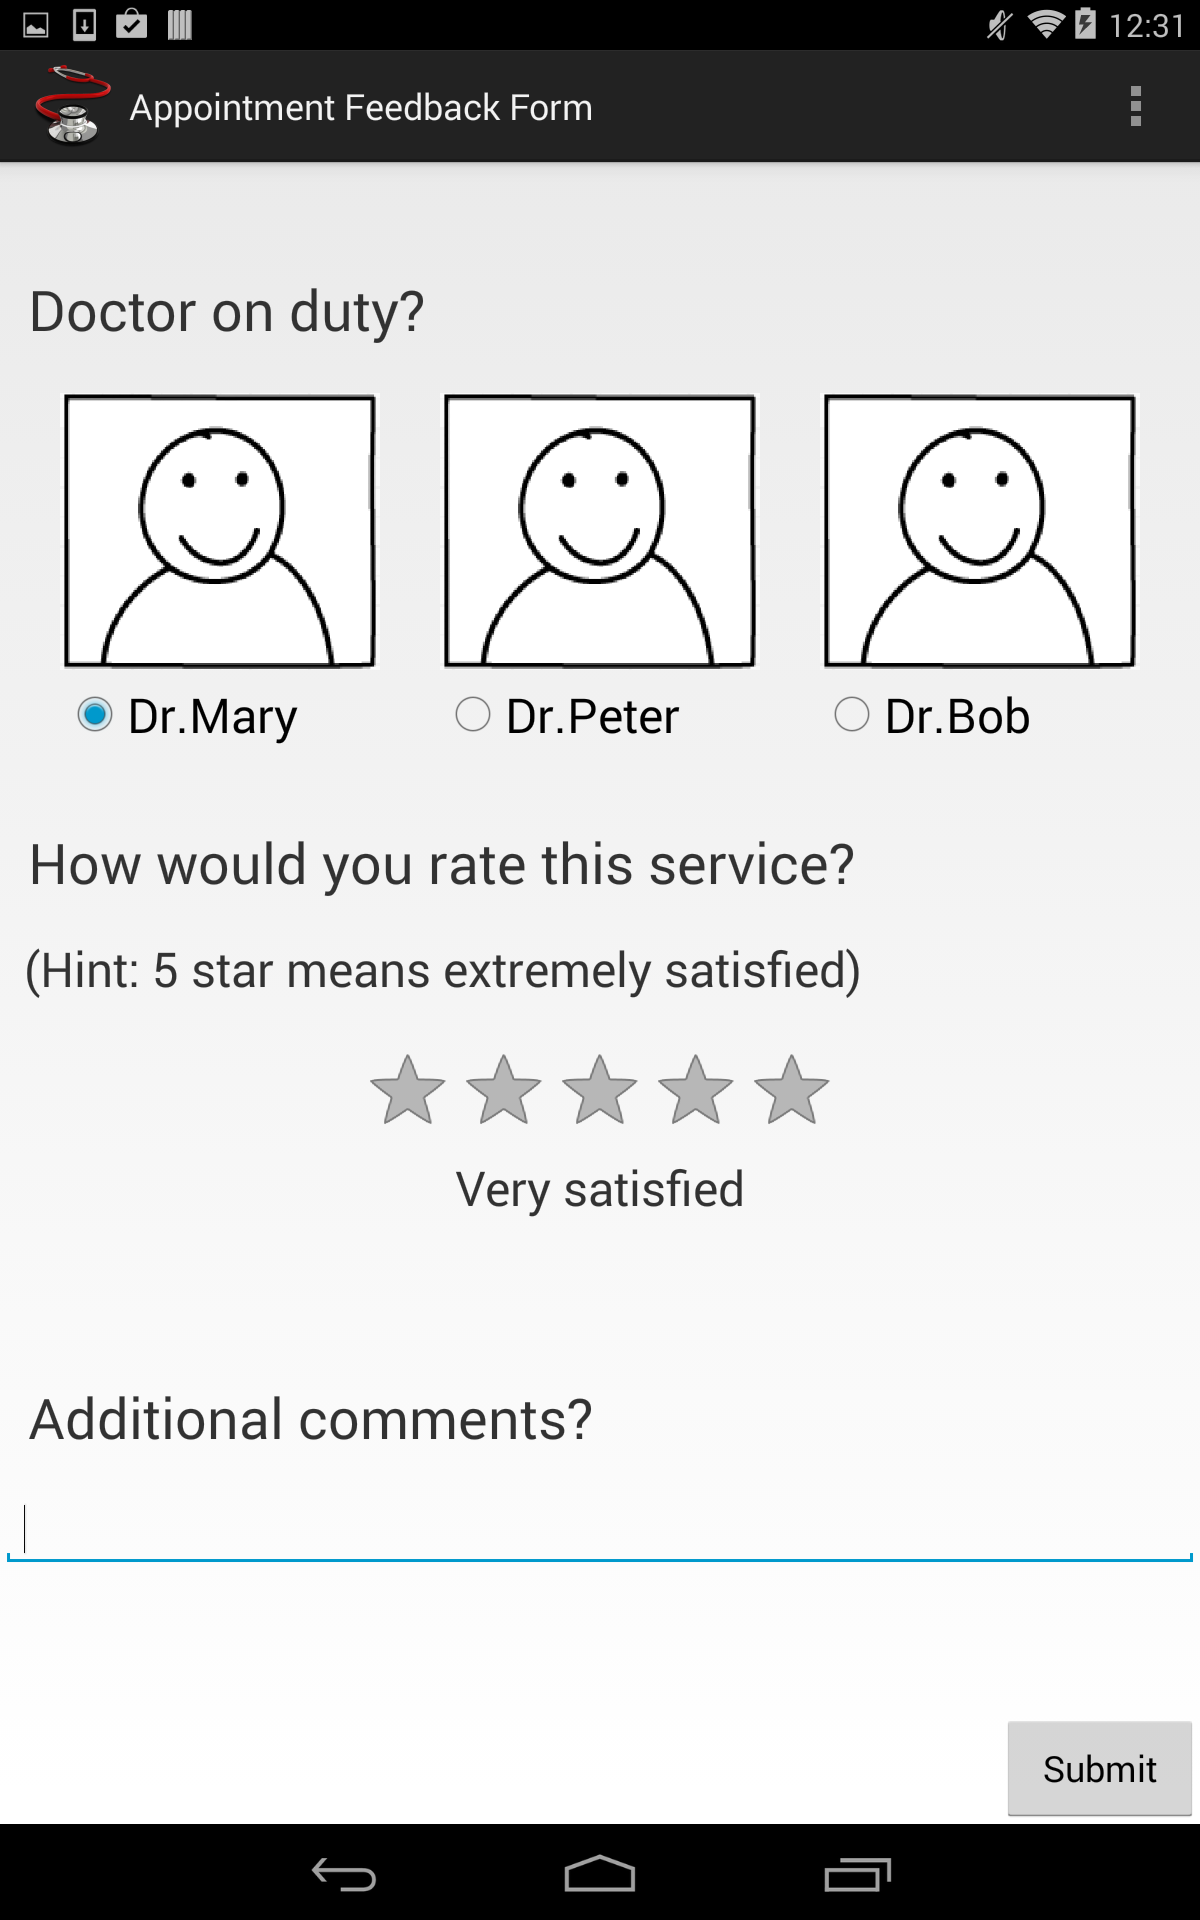 12:31
Appointment Feedback Form
Doctor on duty?
Dr.Mary
Dr.Peter
Dr.Bob
How would you rate this service?
(Hint: 5 star means extremely satisfied)
Very satisfied
Additional comments?
Submit